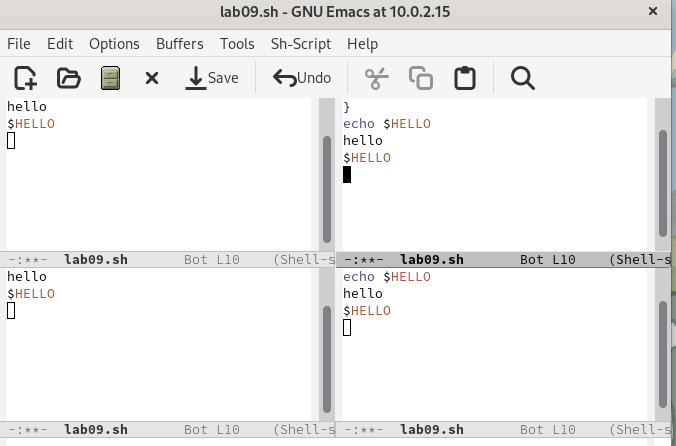 lab09.sh - GNU Emacs at 10.0.2.15
File Edit Options Buffers Tools Sh-Script Help
Save Undo
hello
$HELLO
-:**- lab09.sh Bot L10 (Shell-s
}
echo $HELLO
hello
$HELLO
-:**- lab09.sh Bot L10 (Shell-s
hello
$HELLO
-:**- lab09.sh Bot L10 (Shell-s
echo $HELLO
hello
$HELLO
-:**- lab09.sh Bot L10 (Shell-s